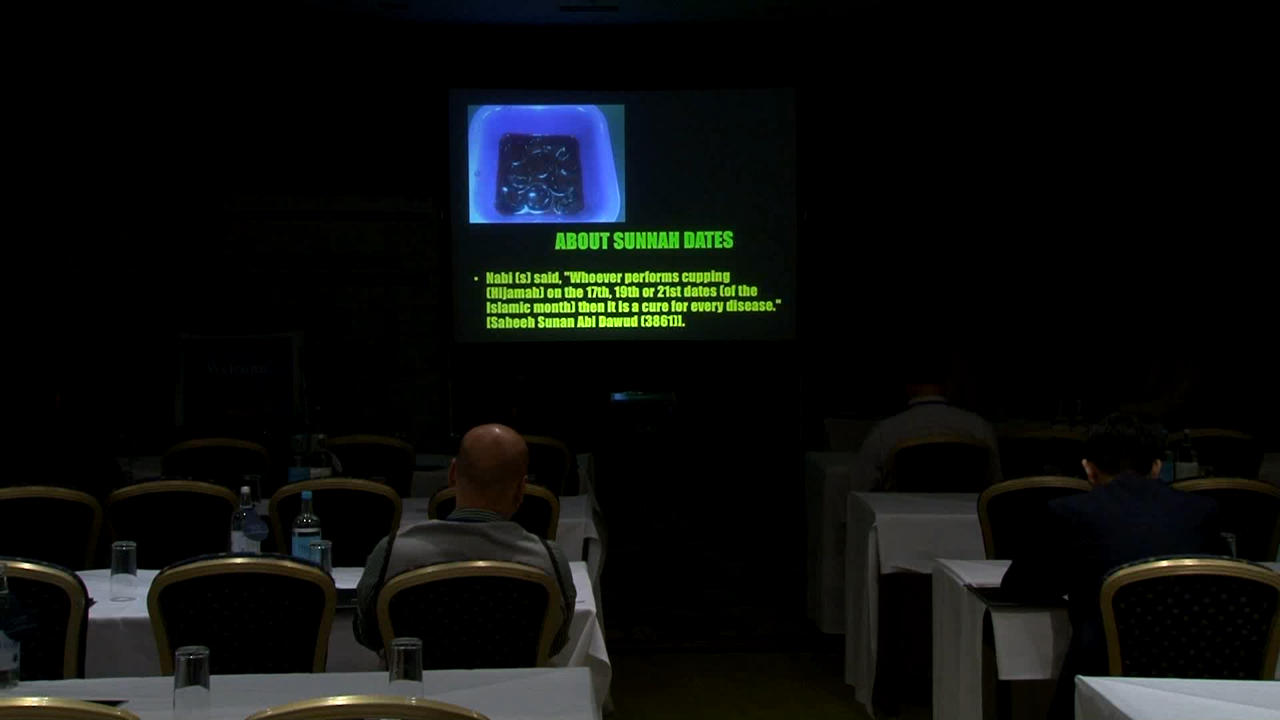 ABOUT SUNNAH DATES
• Nabi (s) said, "Whoever performs cupping
(Hijamah) on the 17th, 19th or 21st dates (of the
Islamic month) then it is a cure for every disease."
[Saheeh Sunan Abi Dawud (3861)].
Welcome